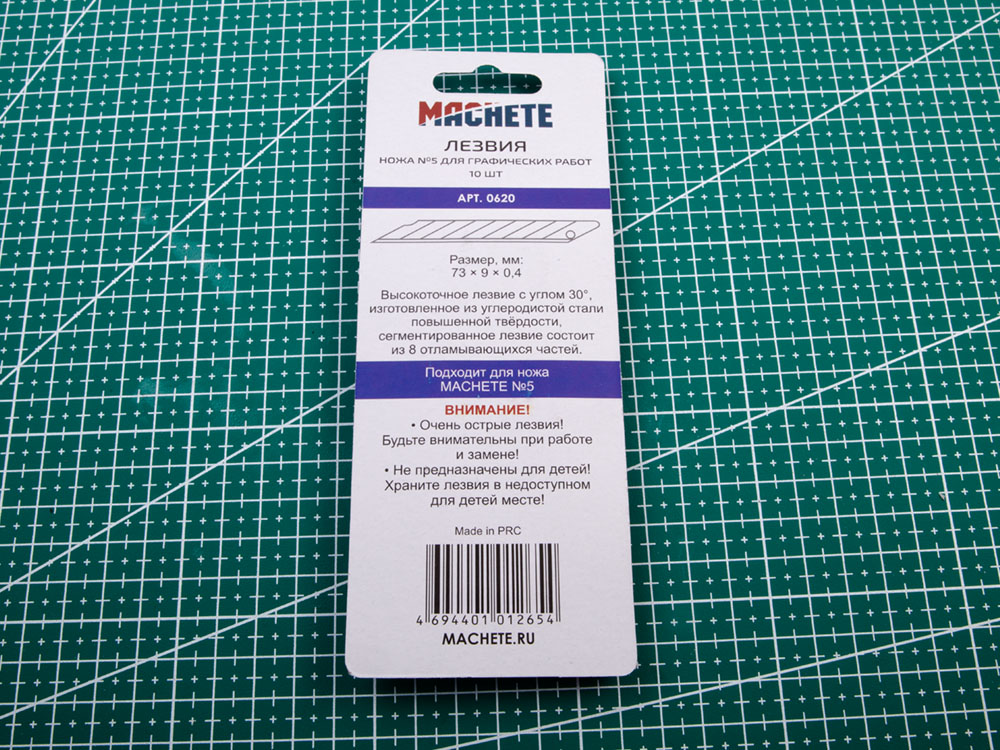 MACHETE
ЛЕЗВИЯ
НОЖА №5 ДЛЯ ГРАФИЧЕСКИХ РАБОТ
10 ШТ
АРТ. 0620
Размер, мм:
73 × 9 × 0,4
Высокоточное лезвие с углом 30°,
изготовленное из углеродистой стали
повышенной твёрдости,
сегментированное лезвие состоит
из 8 отламывающихся частей.
Подходит для ножа
MACHETE №5
ВНИМАНИЕ!
• Очень острые лезвия!
Будьте внимательны при работе
и замене!
• Не предназначены для детей!
Храните лезвия в недоступном
для детей месте!
Made in PRC
4 694401 012654
MACHETE.RU